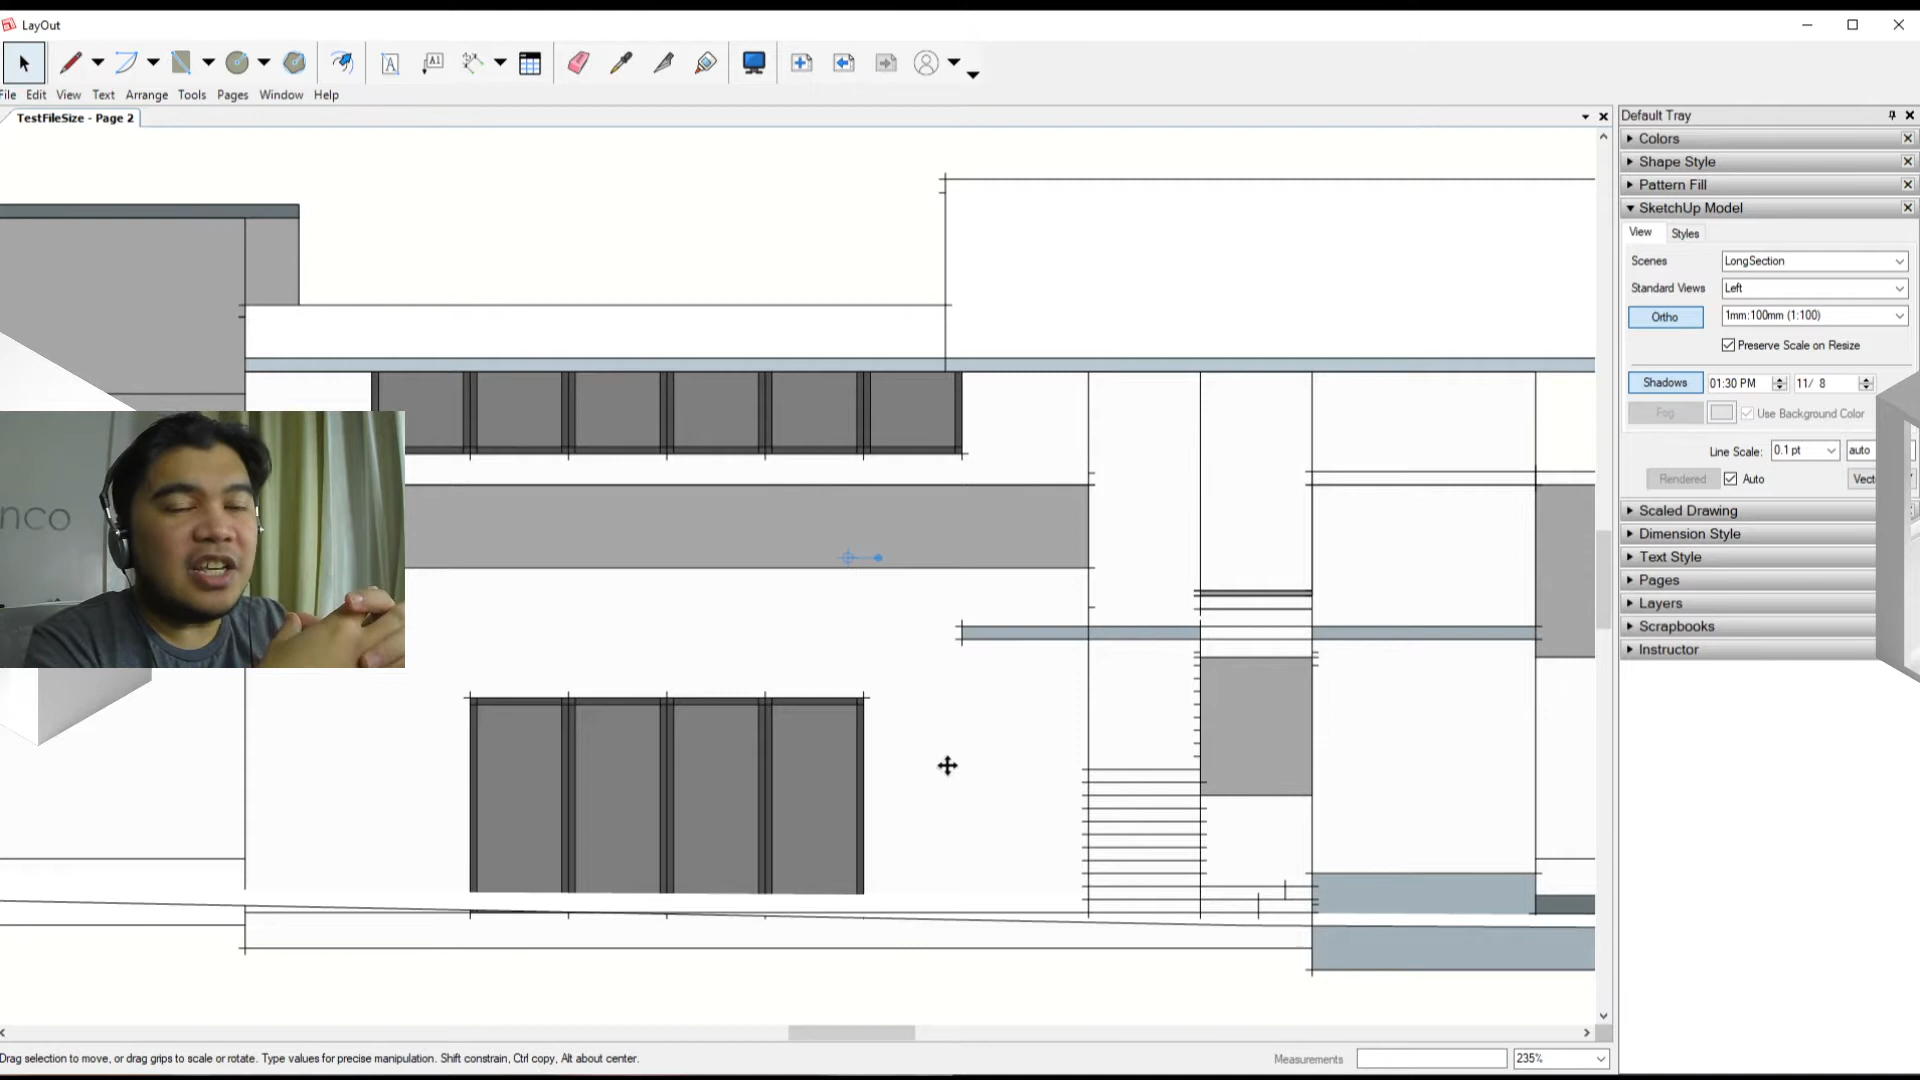 LayOut
A
A1
File Edit View Text Arrange Tools Pages Window Help
TestFileSize - Page 2
Default Tray
Colors
Shape Style
Pattern Fill
SketchUp Model
View Styles
Scenes LongSection
Standard Views Left
Ortho 1mm:100mm (1:100)
Preserve Scale on Resize
Shadows 01:30 PM 11/ 8
Fog Use Background Color
Line Scale: 0.1 pt auto
Rendered Auto Vect
Scaled Drawing
Dimension Style
Text Style
Pages
Layers
Scrapbooks
Instructor
nco
Drag selection to move, or drag grips to scale or rotate. Type values for precise manipulation. Shift constrain, Ctrl copy, Alt about center.
Measurements 235%